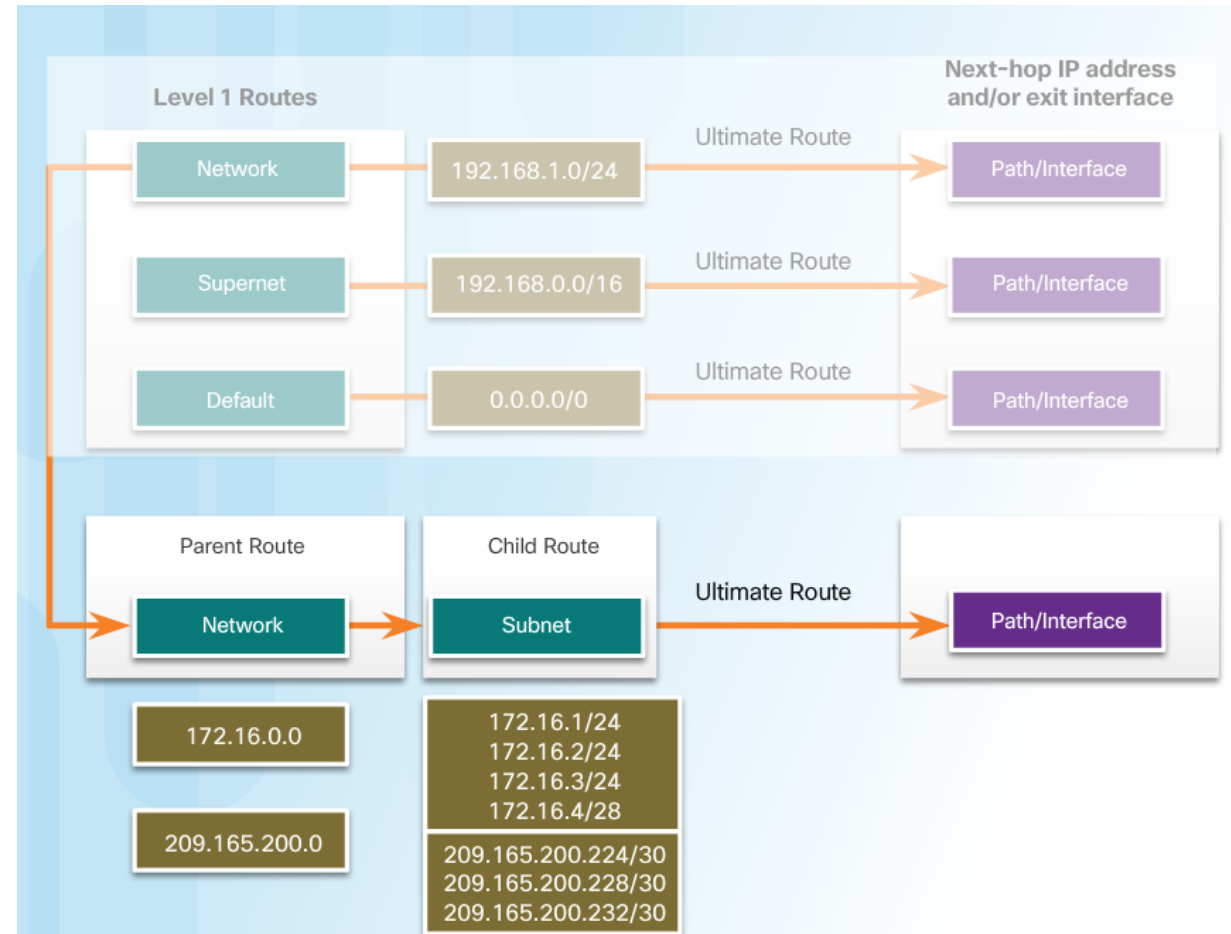 Level 1 Routes
Next-hop IP address
and/or exit interface
Network
192.168.1.0/24
Ultimate Route
Path/Interface
Supernet
192.168.0.0/16
Ultimate Route
Path/Interface
Default
0.0.0.0/0
Ultimate Route
Path/Interface
Parent Route
Child Route
Network
Subnet
Ultimate Route
Path/Interface
172.16.0.0
172.16.1/24
172.16.2/24
172.16.3/24
172.16.4/28
209.165.200.0
209.165.200.224/30
209.165.200.228/30
209.165.200.232/30